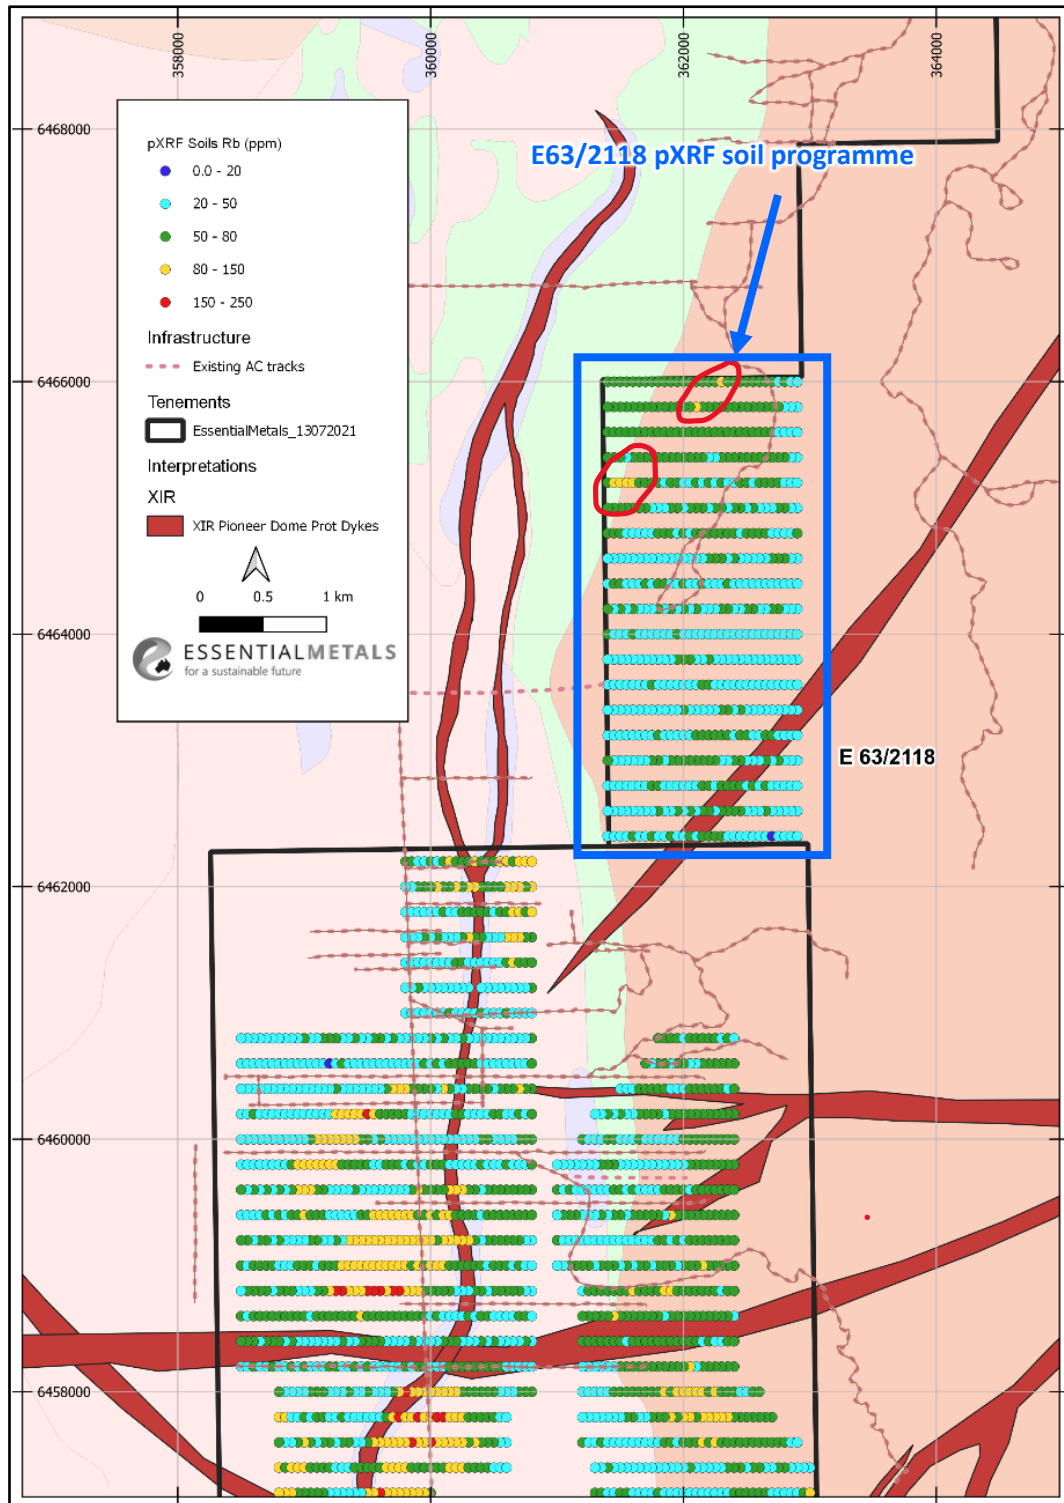 358000
360000
362000
364000
6468000
6466000
6464000
6462000
6460000
6458000
pXRF Soils Rb (ppm)
0.0 - 20
20 - 50
50 - 80
80 - 150
150 - 250
Infrastructure
Existing AC tracks
Tenements
EssentialMetals_13072021
Interpretations
XIR
XIR Pioneer Dome Prot Dykes
0 0.5 1 km
ESSENTIALMETALS
for a sustainable future
E63/2118 pXRF soil programme
E 63/2118